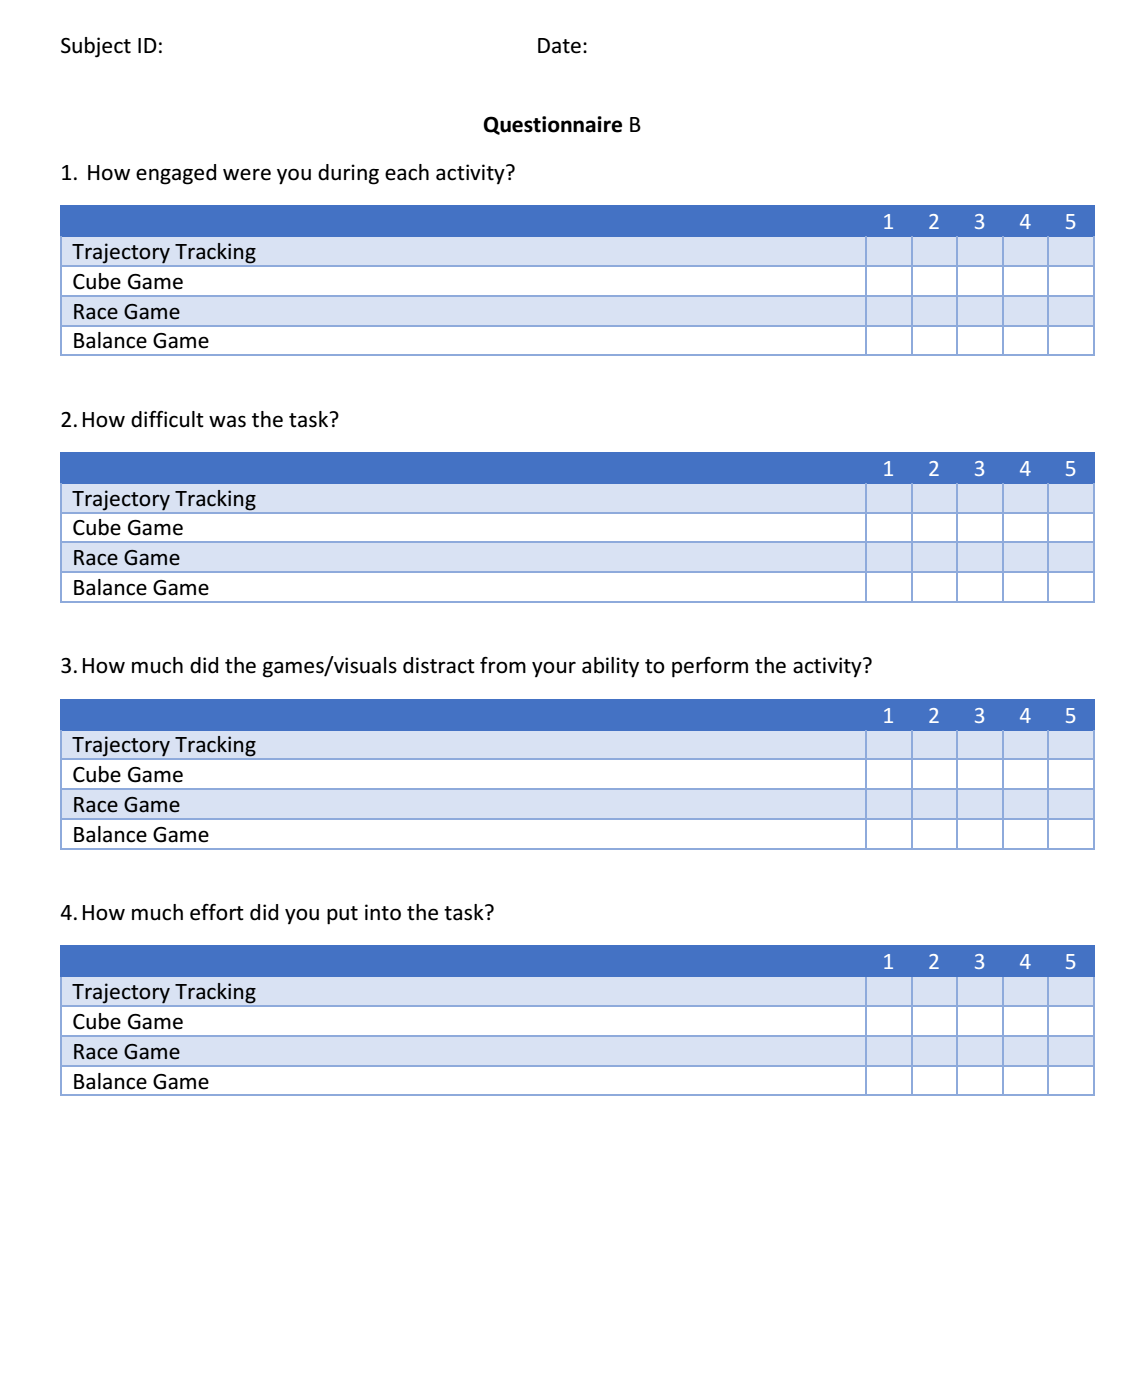 Subject ID: Date:
Questionnaire B
1. How engaged were you during each activity?
1 2 3 4 5
Trajectory Tracking
Cube Game
Race Game
Balance Game
2. How difficult was the task?
1 2 3 4 5
Trajectory Tracking
Cube Game
Race Game
Balance Game
3. How much did the games/visuals distract from your ability to perform the activity?
1 2 3 4 5
Trajectory Tracking
Cube Game
Race Game
Balance Game
4. How much effort did you put into the task?
1 2 3 4 5
Trajectory Tracking
Cube Game
Race Game
Balance Game